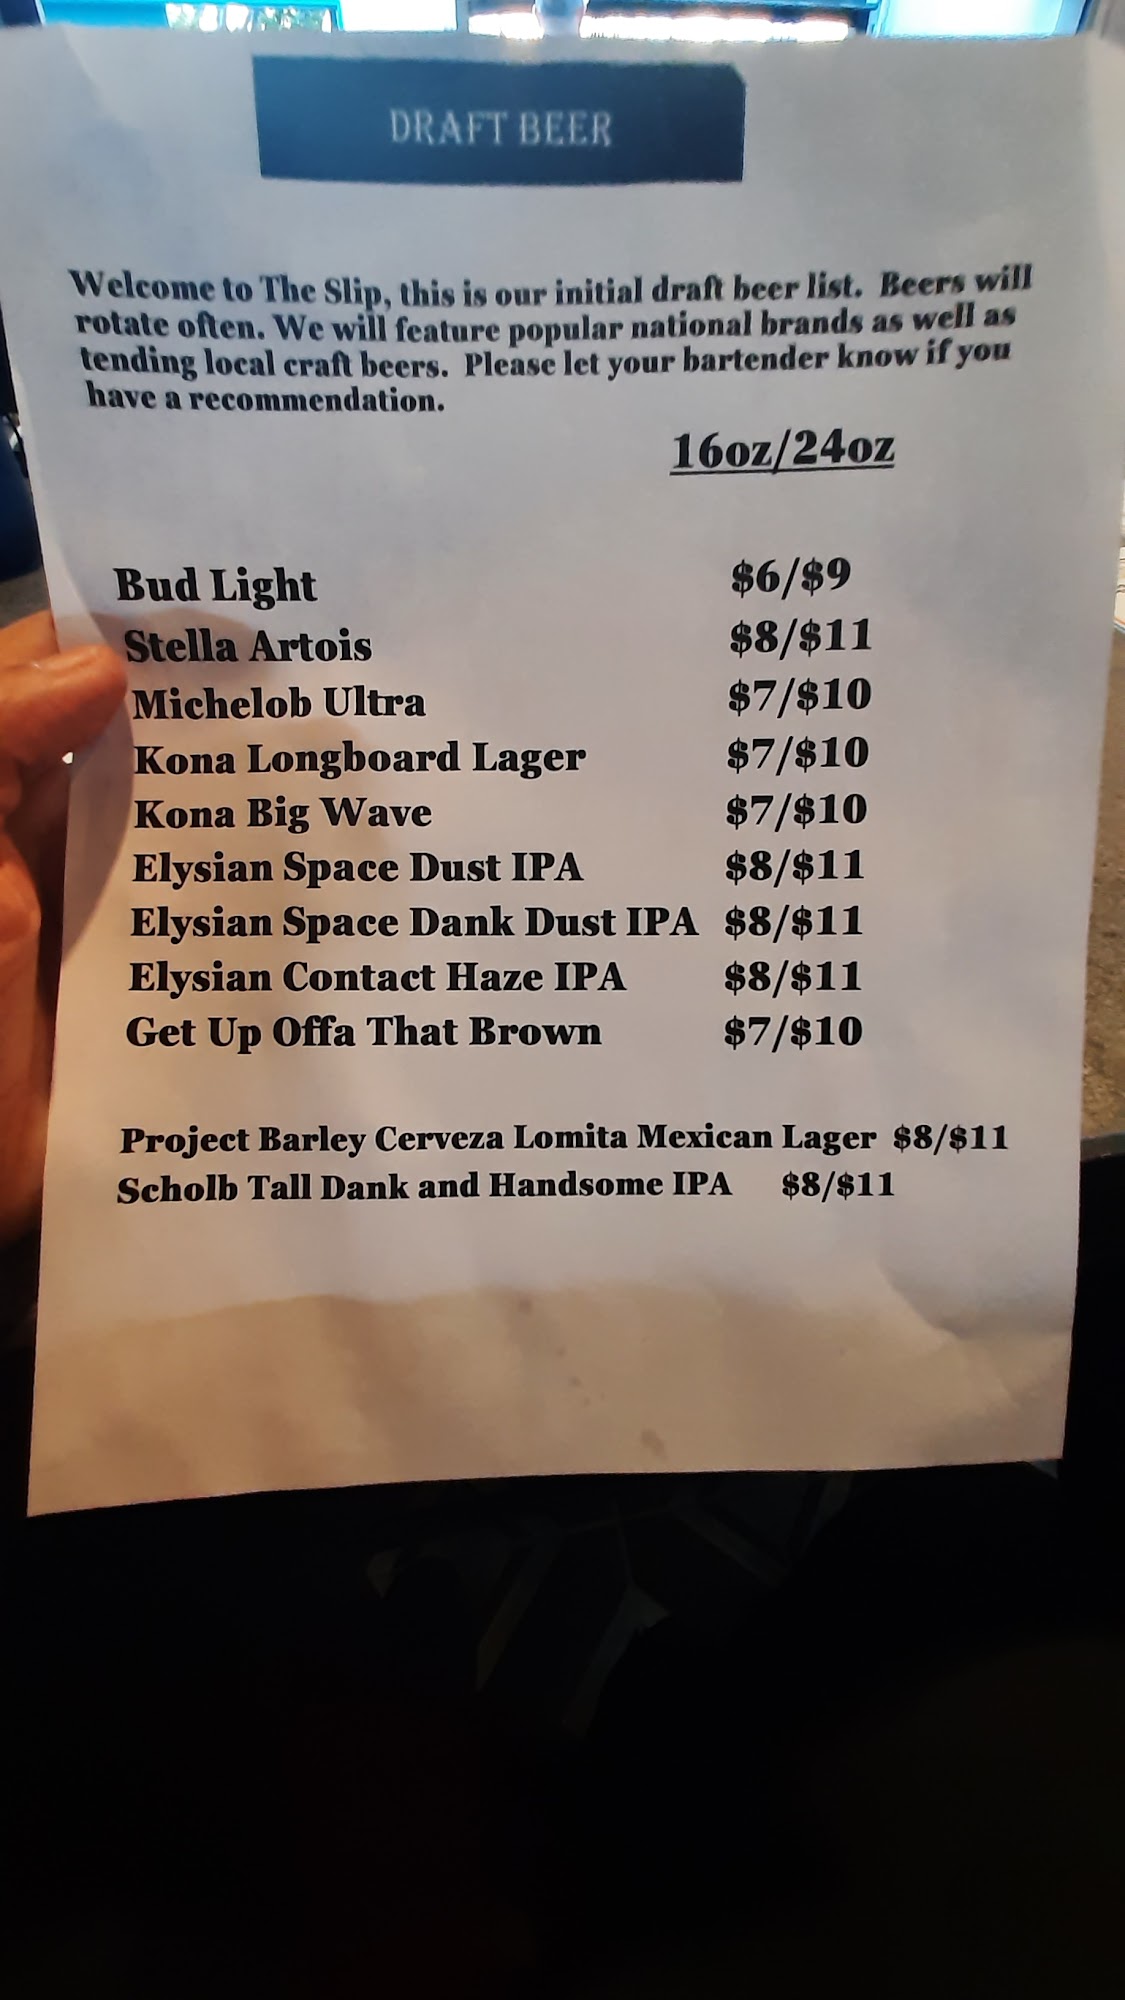 DRAFT BEER
Welcome to The Slip, this is our initial draft beer list. Beers will
rotate often. We will feature popular national brands as well as
tending local craft beers. Please let your bartender know if you
have a recommendation.
16oz/24oz
Bud Light $6/$9
Stella Artois $8/$11
Michelob Ultra $7/$10
Kona Longboard Lager $7/$10
Kona Big Wave $7/$10
Elysian Space Dust IPA $8/$11
Elysian Space Dank Dust IPA $8/$11
Elysian Contact Haze IPA $8/$11
Get Up Offa That Brown $7/$10
Project Barley Cerveza Lomita Mexican Lager $8/$11
Scholb Tall Dank and Handsome IPA $8/$11